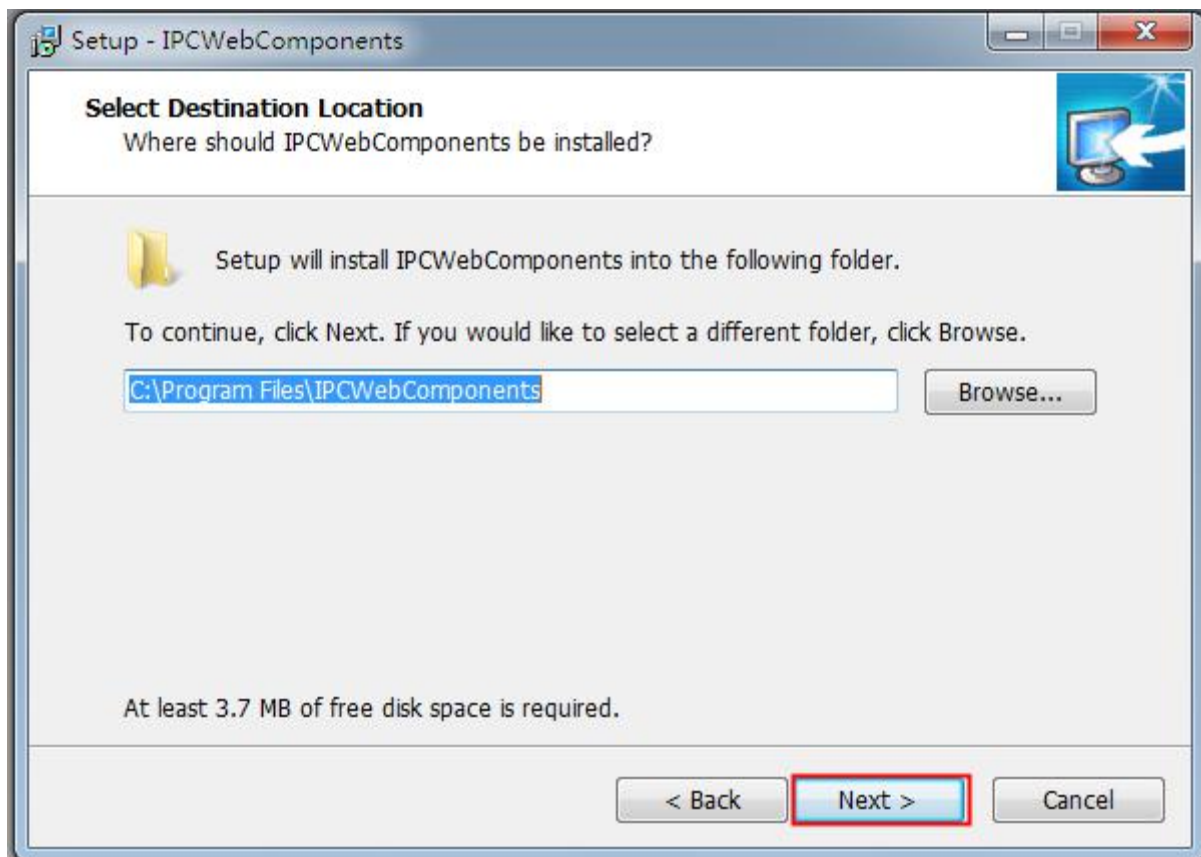 Setup - IPCWebComponents
Select Destination Location
Where should IPCWebComponents be installed?
Setup will install IPCWebComponents into the following folder.
To continue, click Next. If you would like to select a different folder, click Browse.
C:\Program Files\IPCWebComponents
Browse...
At least 3.7 MB of free disk space is required.
< Back
Next >
Cancel